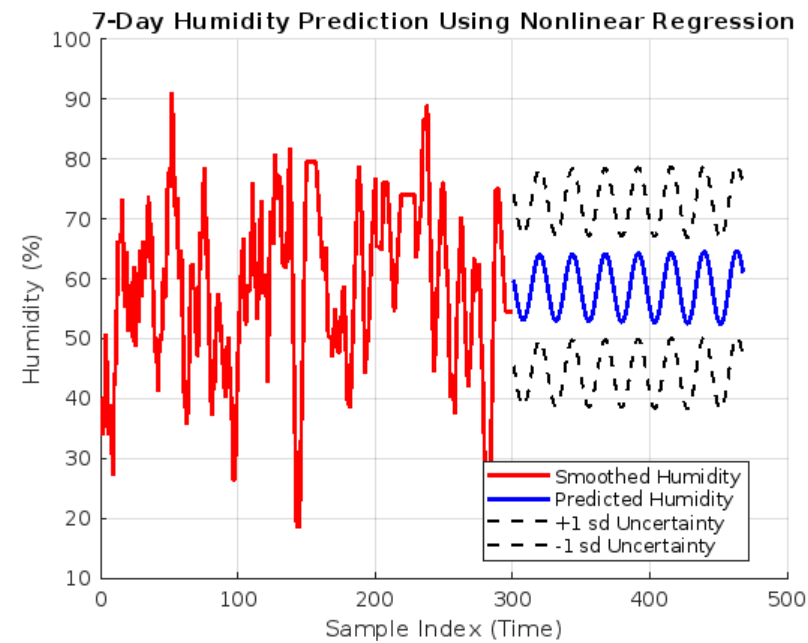 7-Day Humidity Prediction Using Nonlinear Regression
100
90
80
70
60
50
40
30
20
10
Humidity (%)
Smoothed Humidity
Predicted Humidity
+1 sd Uncertainty
-1 sd Uncertainty
0 100 200 300 400 500
Sample Index (Time)